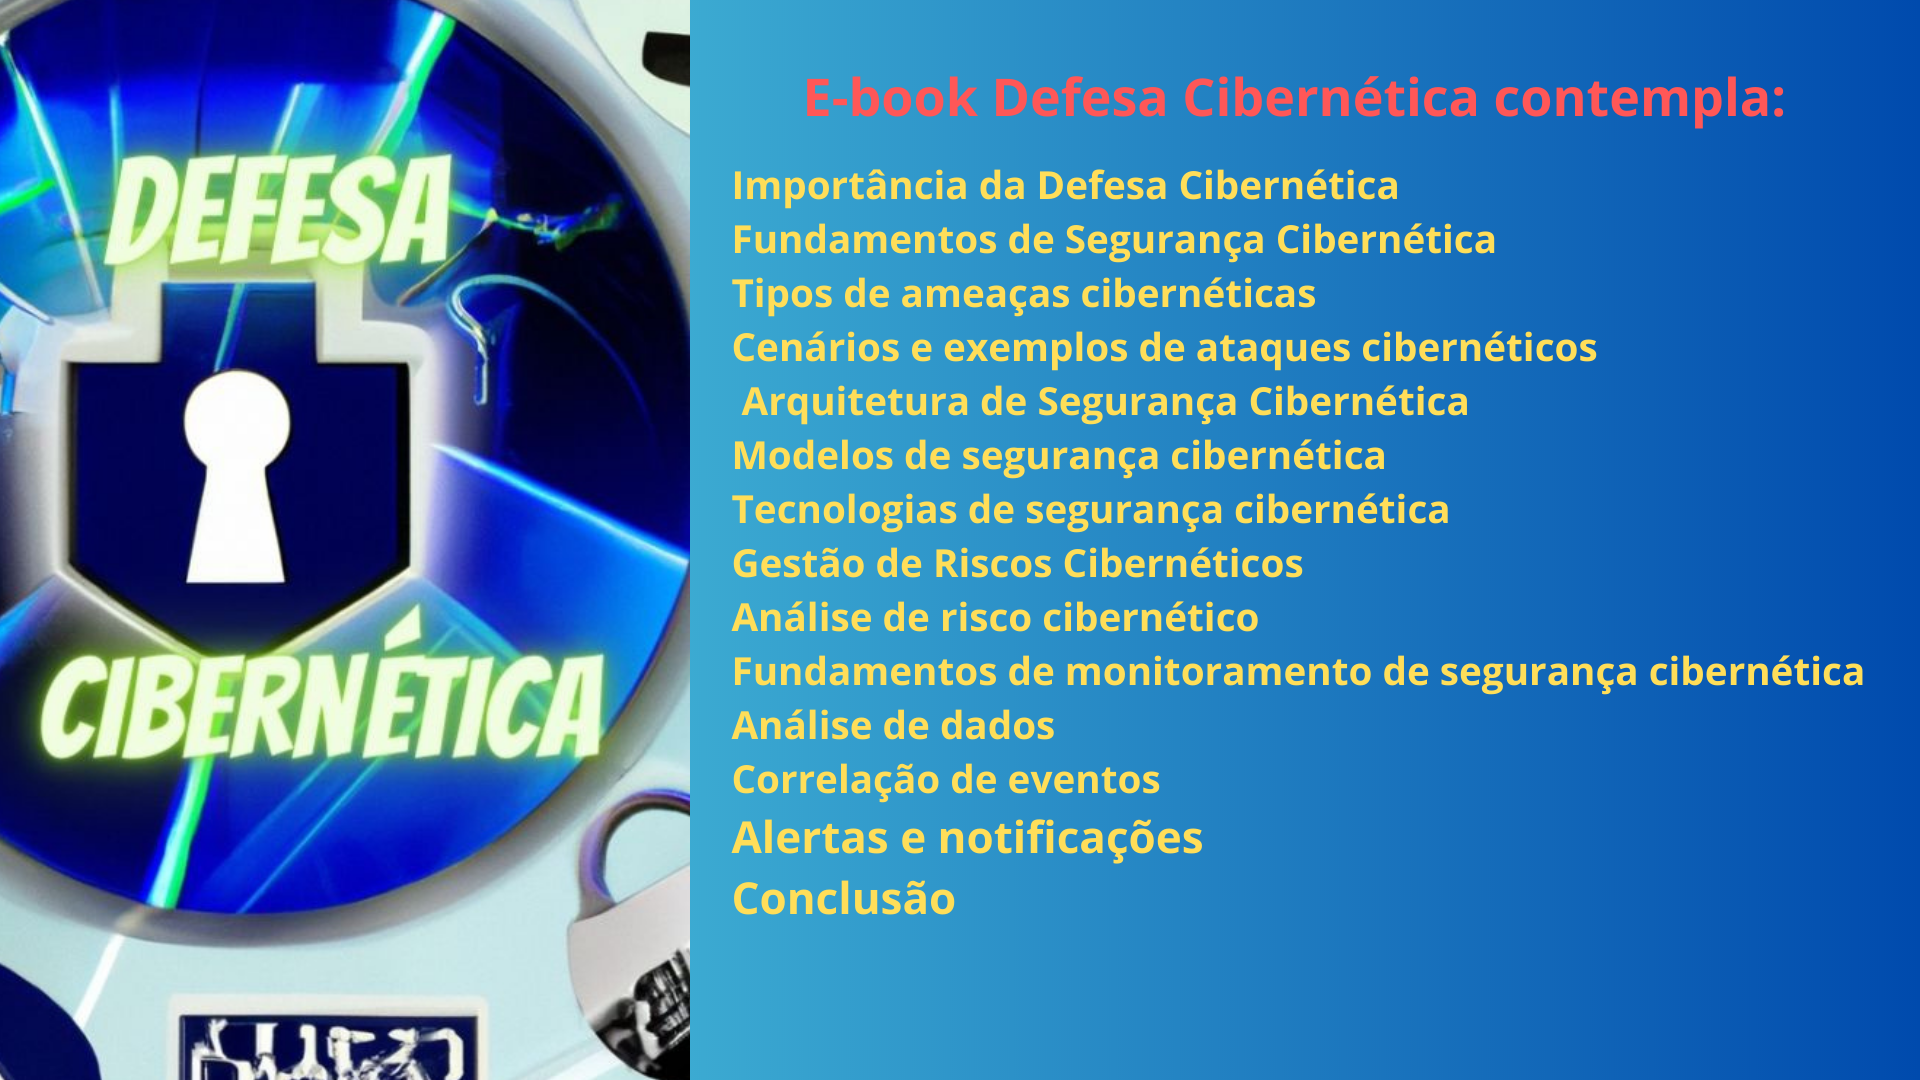 DEFESA
CIBERNÉTICA
E-book Defesa Cibernética contempla:
Importância da Defesa Cibernética
Fundamentos de Segurança Cibernética
Tipos de ameaças cibernéticas
Cenários e exemplos de ataques cibernéticos
Arquitetura de Segurança Cibernética
Modelos de segurança cibernética
Tecnologias de segurança cibernética
Gestão de Riscos Cibernéticos
Análise de risco cibernético
Fundamentos de monitoramento de segurança cibernética
Análise de dados
Correlação de eventos
Alertas e notificações
Conclusão